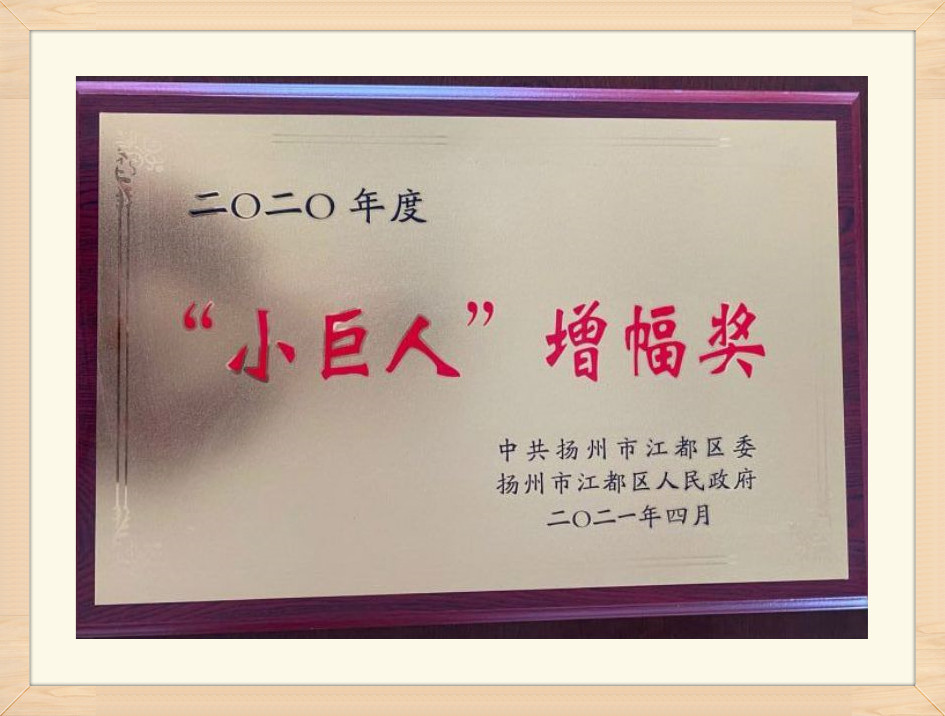 二〇二〇年度
“小巨人”增幅奖
中共扬州市江都区委
扬州市江都区人民政府
二〇二一年四月